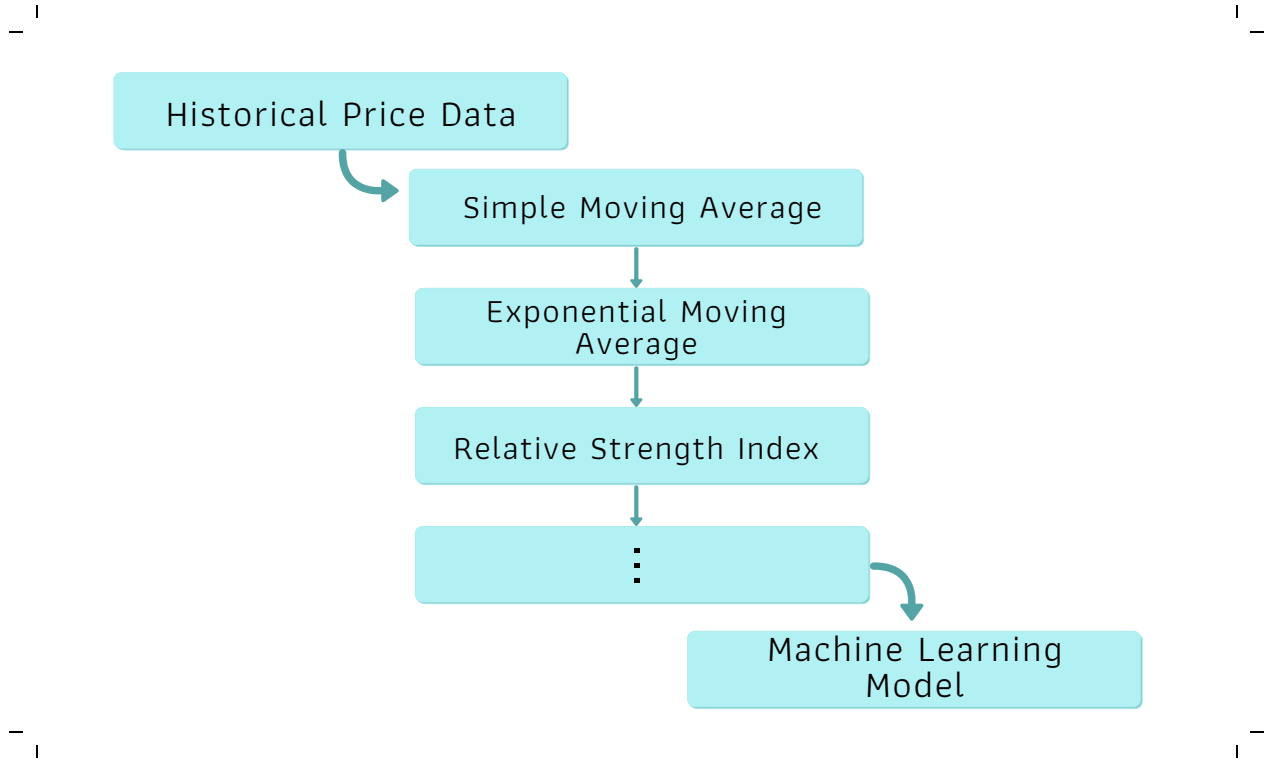 Historical Price Data
Simple Moving Average
Exponential Moving
Average
Relative Strength Index
⋮
Machine Learning
Model